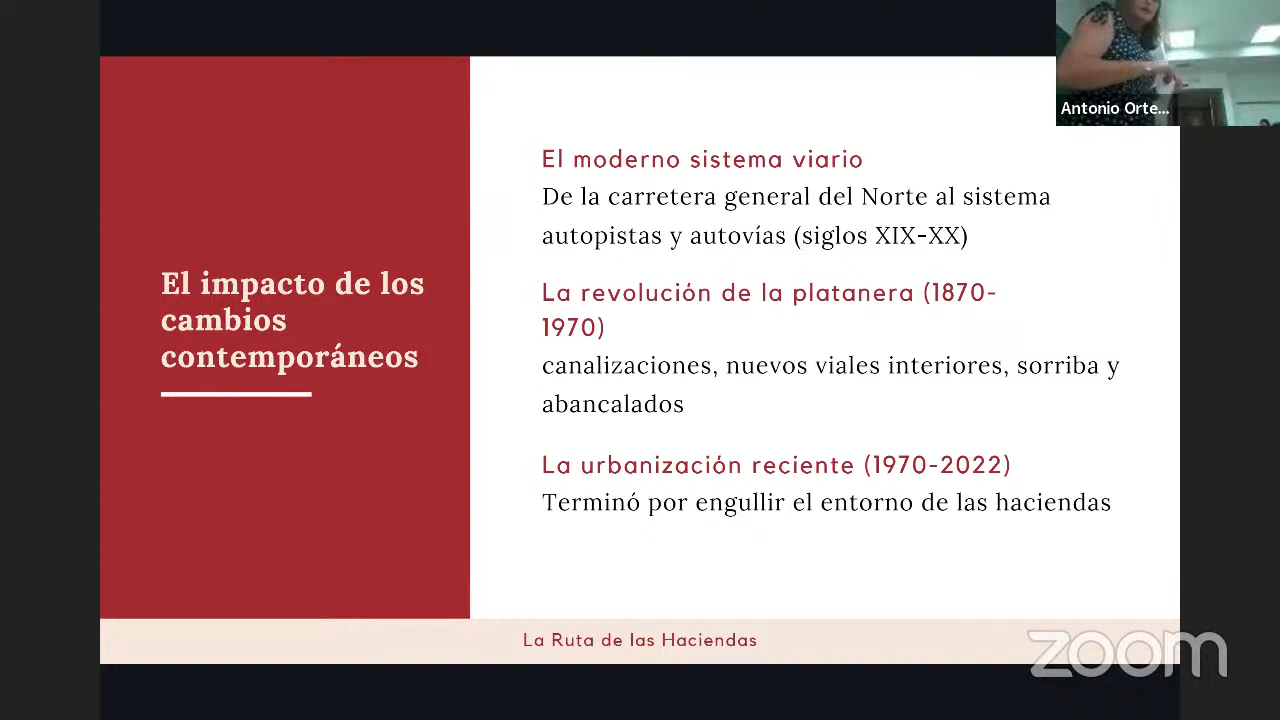 Antonio Orte...
El moderno sistema viario
De la carretera general del Norte al sistema
autopistas y autovías (siglos XIX-XX)
El impacto de los
cambios
contemporáneos
La revolución de la platanera (1870-
1970)
canalizaciones, nuevos viales interiores, sorriba y
abancalados
La urbanización reciente (1970-2022)
Terminó por engullir el entorno de las haciendas
La Ruta de las Haciendas
zoom